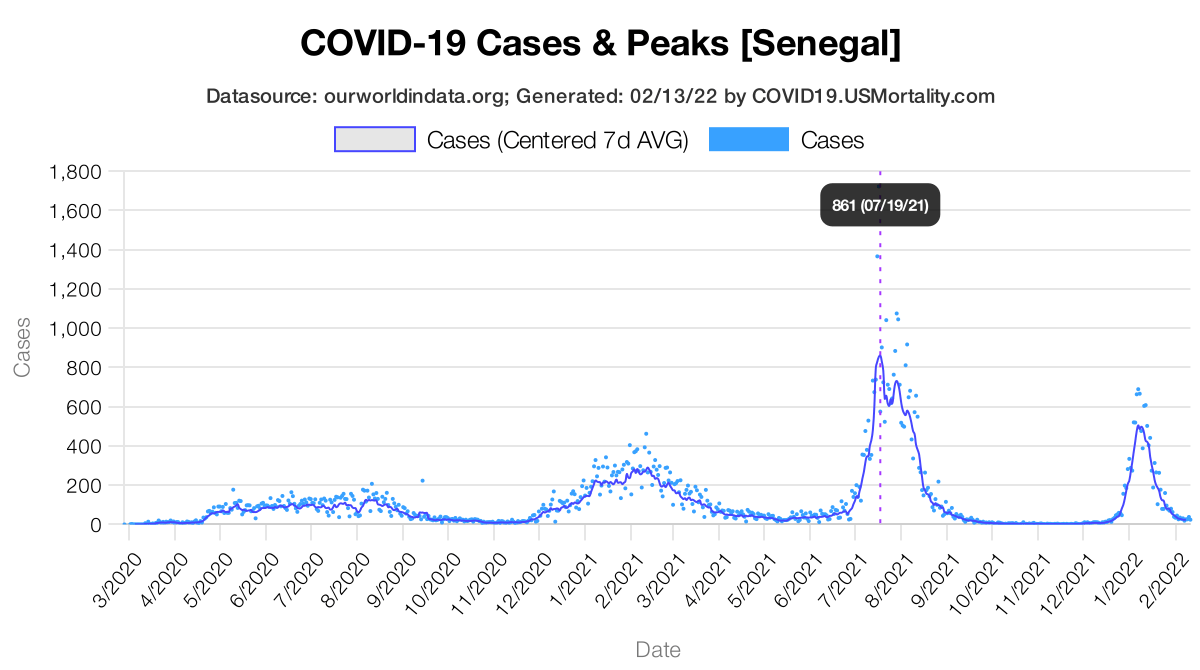 COVID-19 Cases & Peaks [Senegal]
Datasource: ourworldindata.org; Generated: 02/13/22 by COVID19.USMortality.com
Cases (Centered 7d AVG) Cases
1,800
1,600
1,400
1,200
1,000
800
600
400
200
0
Cases
861 (07/19/21)
3/2020 4/2020 5/2020 6/2020 7/2020 8/2020 9/2020 10/2020 11/2020 12/2020 1/2021 2/2021 3/2021 4/2021 5/2021 6/2021 7/2021 8/2021 9/2021 10/2021 11/2021 12/2021 1/2022 2/2022
Date